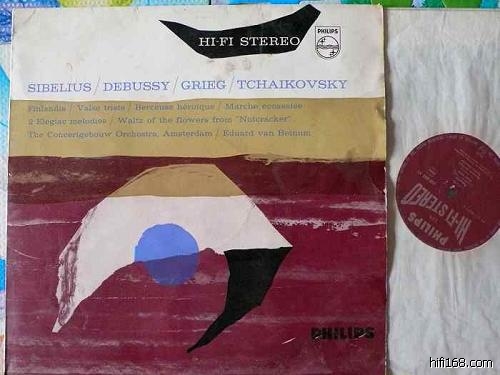 HI-FI STEREO
PHILIPS
SIBELIUS / DEBUSSY / GRIEG / TCHAIKOVSKY
Finlandia / Valse triste / Berceuse héroïque / Marche écossaise
2 Elegiac melodies / Waltz of the flowers from "Nutcracker"
The Concertgebouw Orchestra, Amsterdam / Eduard van Beinum
PHILIPS
HI-FI STEREO
PHILIPS
hifi168.com